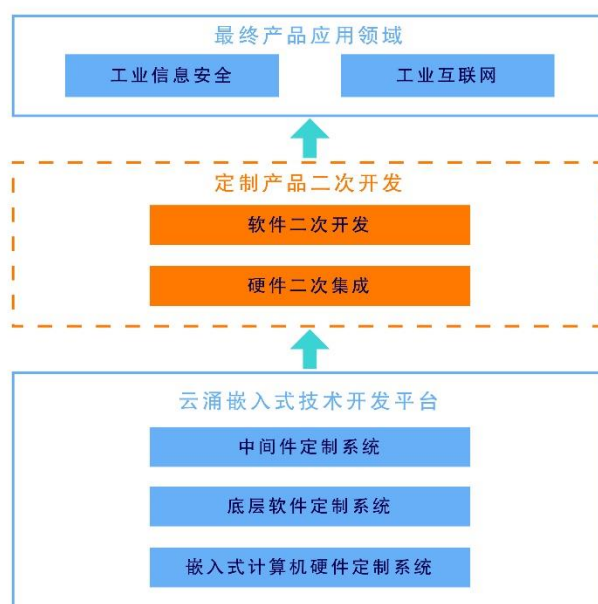 最终产品应用领域
工业信息安全 工业互联网
定制产品二次开发
软件二次开发
硬件二次集成
云涌嵌入式技术开发平台
中间件定制系统
底层软件定制系统
嵌入式计算机硬件定制系统